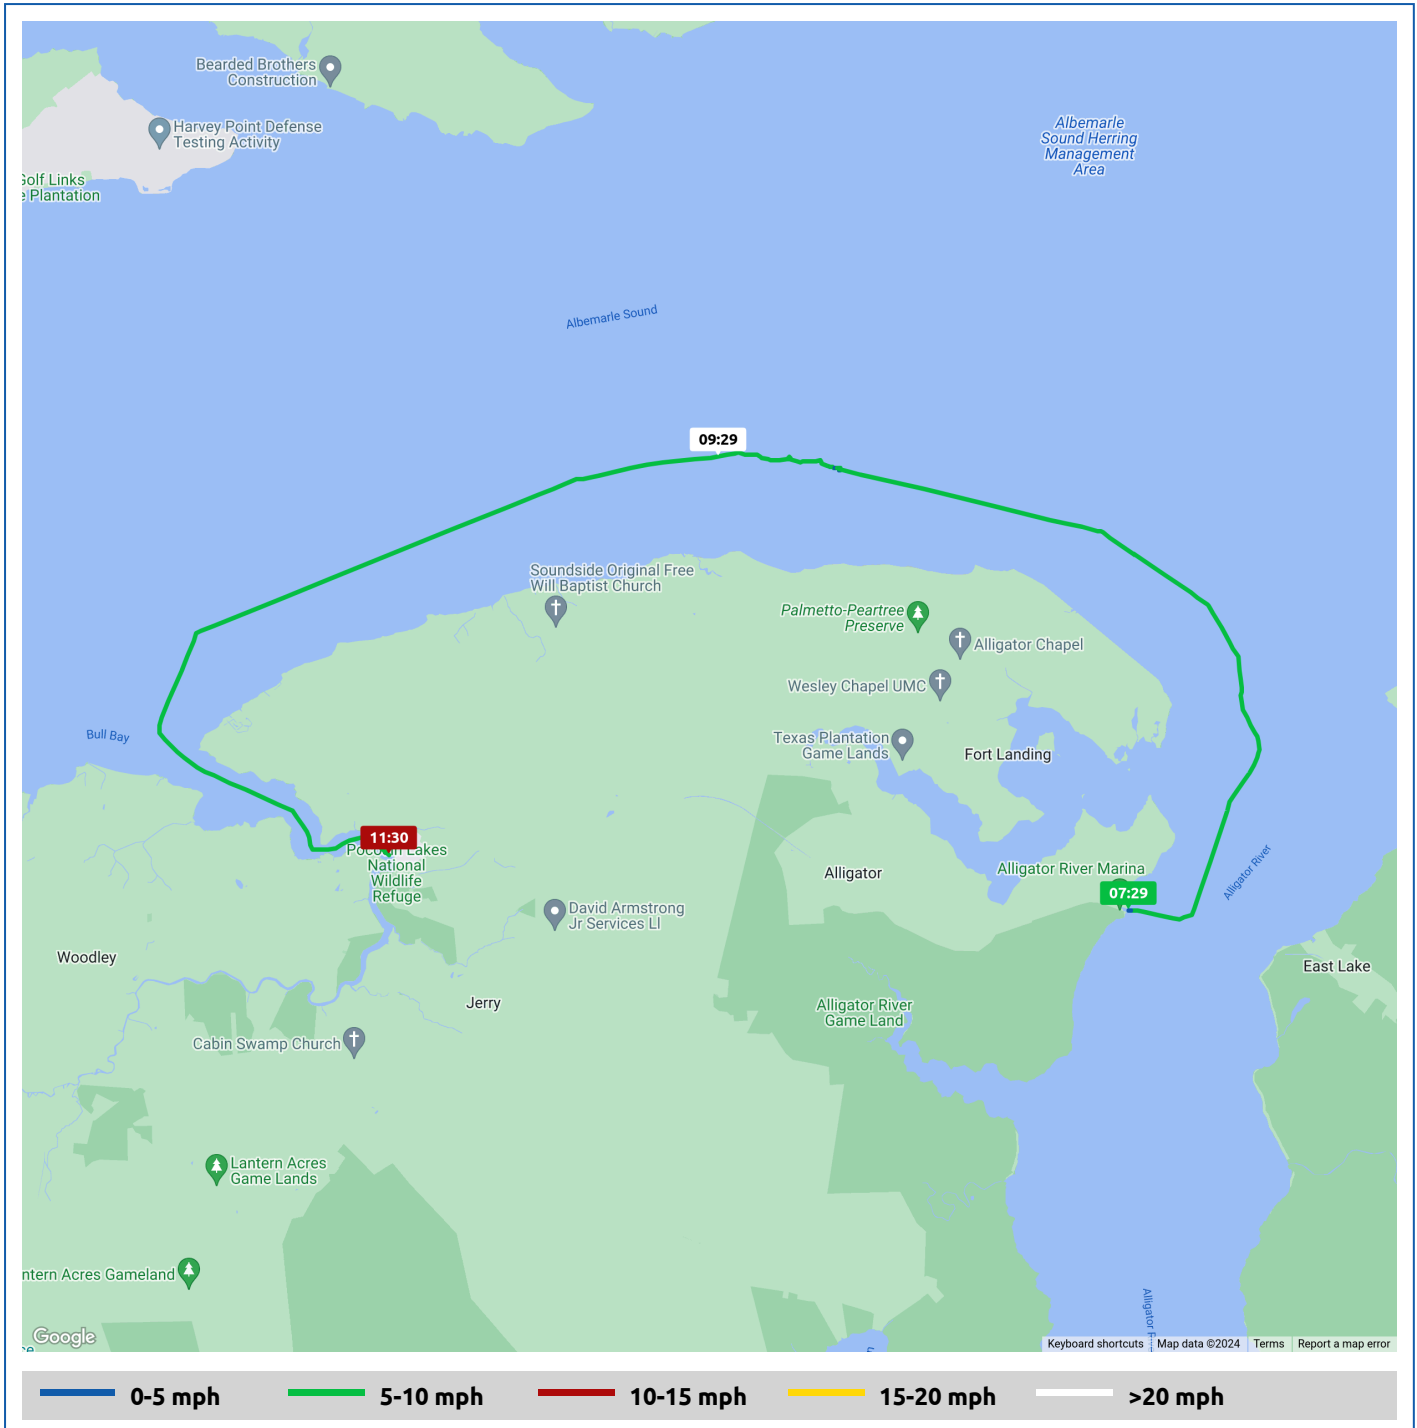 Bearded Brothers
Construction
Harvey Point Defense
Testing Activity
Golf Links
e Plantation
Albemarle
Sound Herring
Management
Area
Albemarle Sound
09:29
Soundside Original Free
Will Baptist Church
Palmetto-Peartree
Preserve
Alligator Chapel
Wesley Chapel UMC
Bull Bay
Texas Plantation
Game Lands
Fort Landing
11:30
Lakes
National
Wildlife
Refuge
Alligator
Alligator River Marina
07:29
Alligator River
David Armstrong
Jr Services Ll
Woodley
East Lake
Jerry
Alligator River
Game Land
Cabin Swamp Church
Lantern Acres
Game Lands
ntern Acres Gameland
Alligator
Google
Keyboard shortcuts
Map data ©2024
Terms
Report a map error
0-5 mph
5-10 mph
10-15 mph
15-20 mph
>20 mph